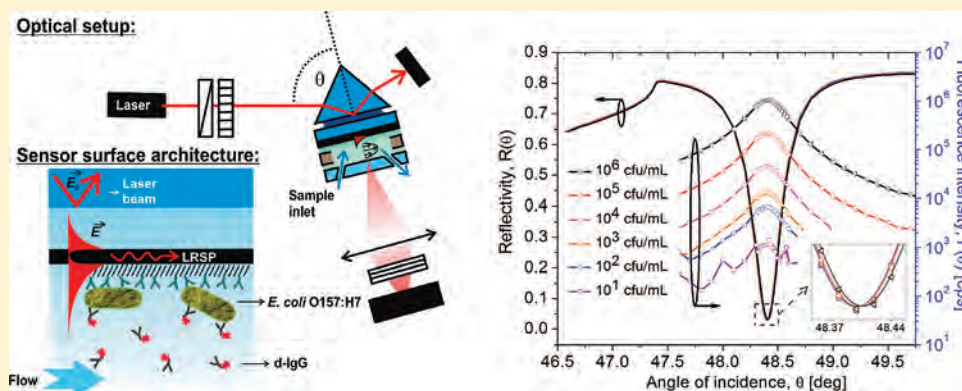 Optical setup:
θ
Laser
Sample
inlet
Sensor surface architecture:
E₀
Laser
beam
E
LRSP
E. coli O157:H7
d-IgG
Flow
Reflectivity, R(θ)
0.9
0.8
0.7
0.6
0.5
0.4
0.3
0.2
0.1
0.0
10⁶ cfu/mL
10⁵ cfu/mL
10⁴ cfu/mL
10³ cfu/mL
10² cfu/mL
10¹ cfu/mL
48.37 48.44
46.5 47.0 47.5 48.0 48.5 49.0 49.5
Angle of incidence, θ [deg]
10⁷
10⁶
10⁵
10⁴
10³
10²
10¹
Fluorescence intensity, F(θ) [cps]